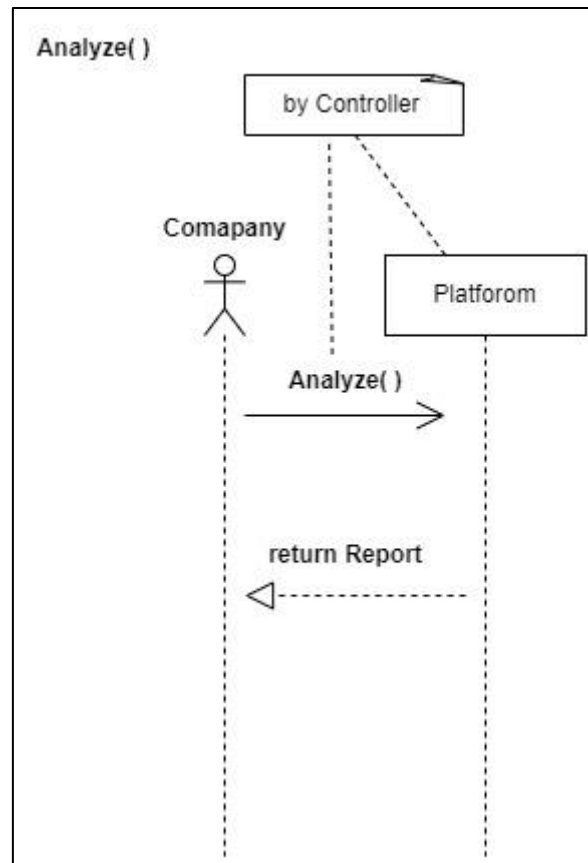 Analyze( )
by Controller
Comapany
Platforom
Analyze( )
return Report